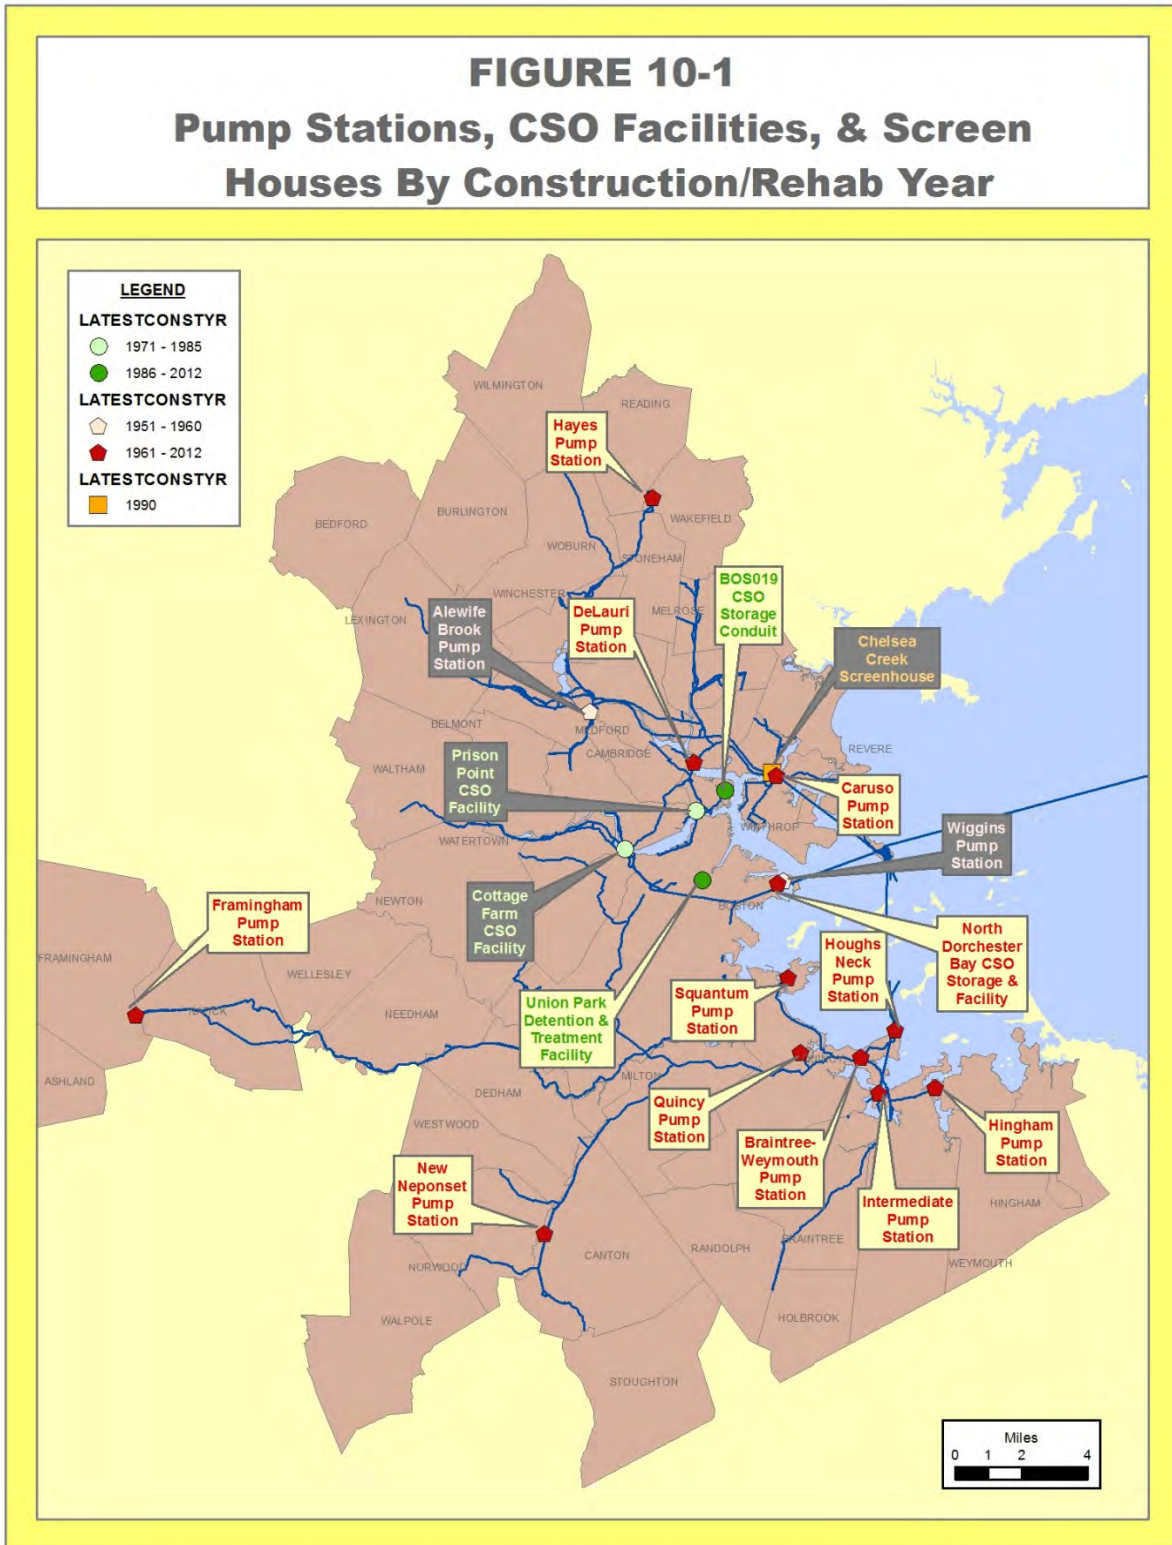 FIGURE 10-1
Pump Stations, CSO Facilities, & Screen
Houses By Construction/Rehab Year
LEGEND
LATESTCONSTYR
1971 - 1985
1986 - 2012
LATESTCONSTYR
1951 - 1960
1961 - 2012
LATESTCONSTYR
1990
WILMINGTON
READING
Hayes
Pump
Station
BEDFORD
BURLINGTON
WAKEFIELD
WOBURN
STONEHAM
BOS019
CSO
Storage
Conduit
WINCHESTER
LEXINGTON
Alewife
Brook
Pump
Station
DeLauri
Pump
Station
MELROSE
Chelsea
Creek
Screenhouse
BELMONT
MEDFORD
CAMBRIDGE
REVERE
WALTHAM
Prison
Point
CSO
Facility
Caruso
Pump
Station
WATERTOWN
WINTHROP
Wiggins
Pump
Station
NEWTON
Cottage
Farm
CSO
Facility
BOSTON
Framingham
Pump
Station
North
Dorchester
Bay CSO
Storage &
Facility
Houghs
Neck
Pump
Station
FRAMINGHAM
WELLESLEY
NATICK
NEEDHAM
Union Park
Detention &
Treatment
Facility
Squantum
Pump
Station
QUINCY
ASHLAND
DEDHAM
MILTON
WESTWOOD
Quincy
Pump
Station
Braintree-
Weymouth
Pump
Station
Hingham
Pump
Station
New
Neponset
Pump
Station
Intermediate
Pump
Station
HINGHAM
CANTON
RANDOLPH
BRAINTREE
WEYMOUTH
NORWOOD
WALPOLE
HOLBROOK
STOUGHTON
Miles
0 1 2 4